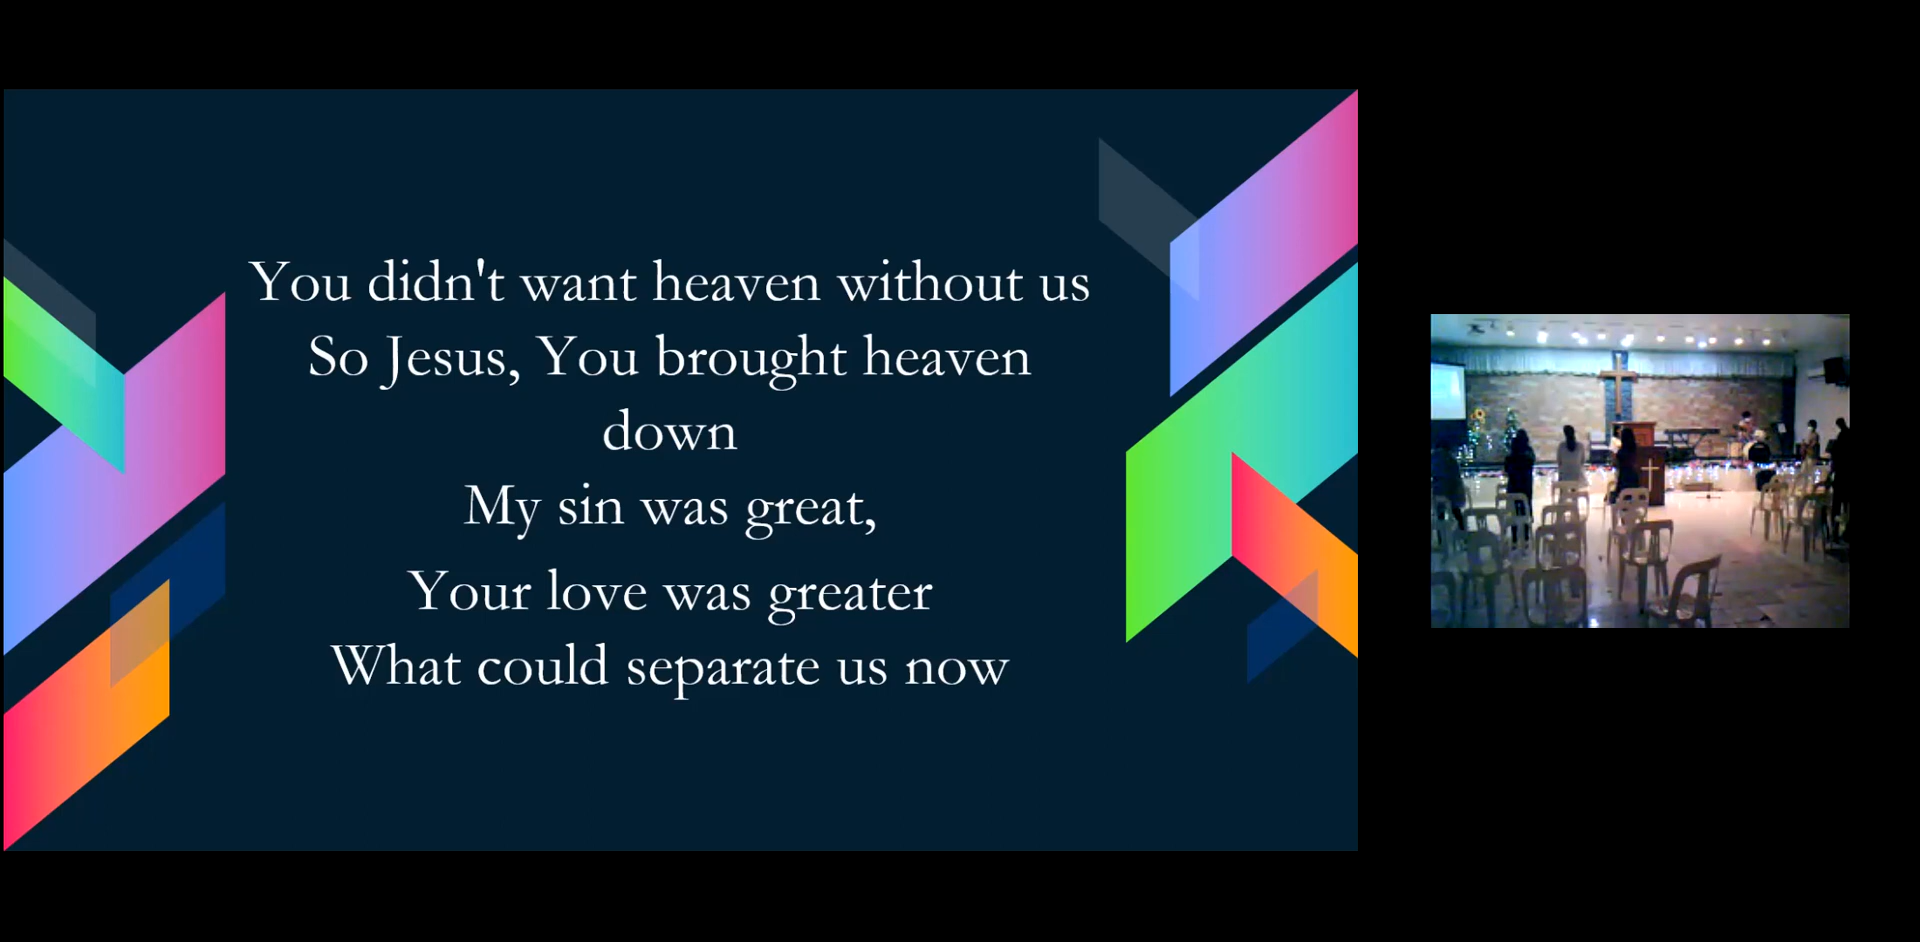 You didn't want heaven without us
So Jesus, You brought heaven
down
My sin was great,
Your love was greater
What could separate us now